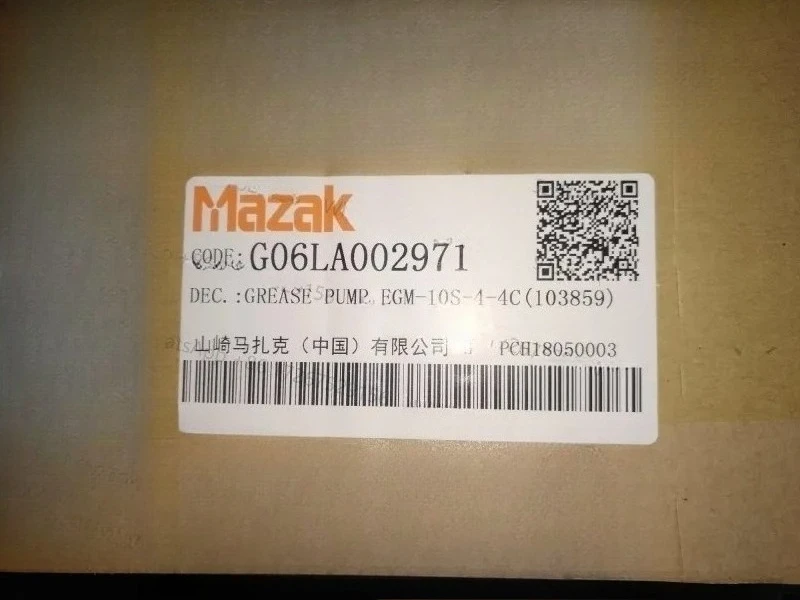 Mazak
CODE:G06LA002971
DEC.:GREASE PUMP EGM-10S-4-4C(103859)
山崎马扎克（中国）有限公司 PCH18050003